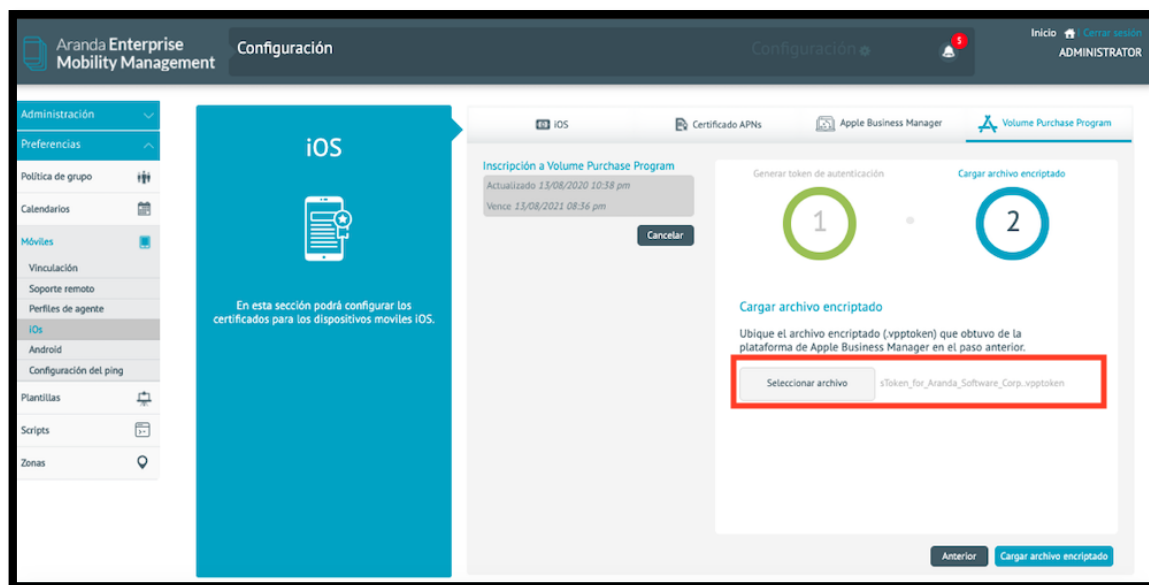 Aranda Enterprise
Mobility Management
Configuración
Configuración
5
Inicio | Cerrar sesión
ADMINISTRATOR
Administración
Preferencias
Política de grupo
Calendarios
Móviles
Vinculación
Soporte remoto
Perfiles de agente
iOs
Android
Configuración del ping
Plantillas
Scripts
Zonas
iOS
En esta sección podrá configurar los
certificados para los dispositivos moviles iOS.
iOS
Certificado APNs
Apple Business Manager
Volume Purchase Program
Inscripción a Volume Purchase Program
Actualizado 13/08/2020 10:38 pm
Vence 13/08/2021 08:36 pm
Cancelar
Generar token de autenticación
Cargar archivo encriptado
1
2
Cargar archivo encriptado
Ubique el archivo encriptado (.vpptoken) que obtuvo de la
plataforma de Apple Business Manager en el paso anterior.
Seleccionar archivo
sToken_for_Aranda_Software_Corp..vpptoken
Anterior
Cargar archivo encriptado